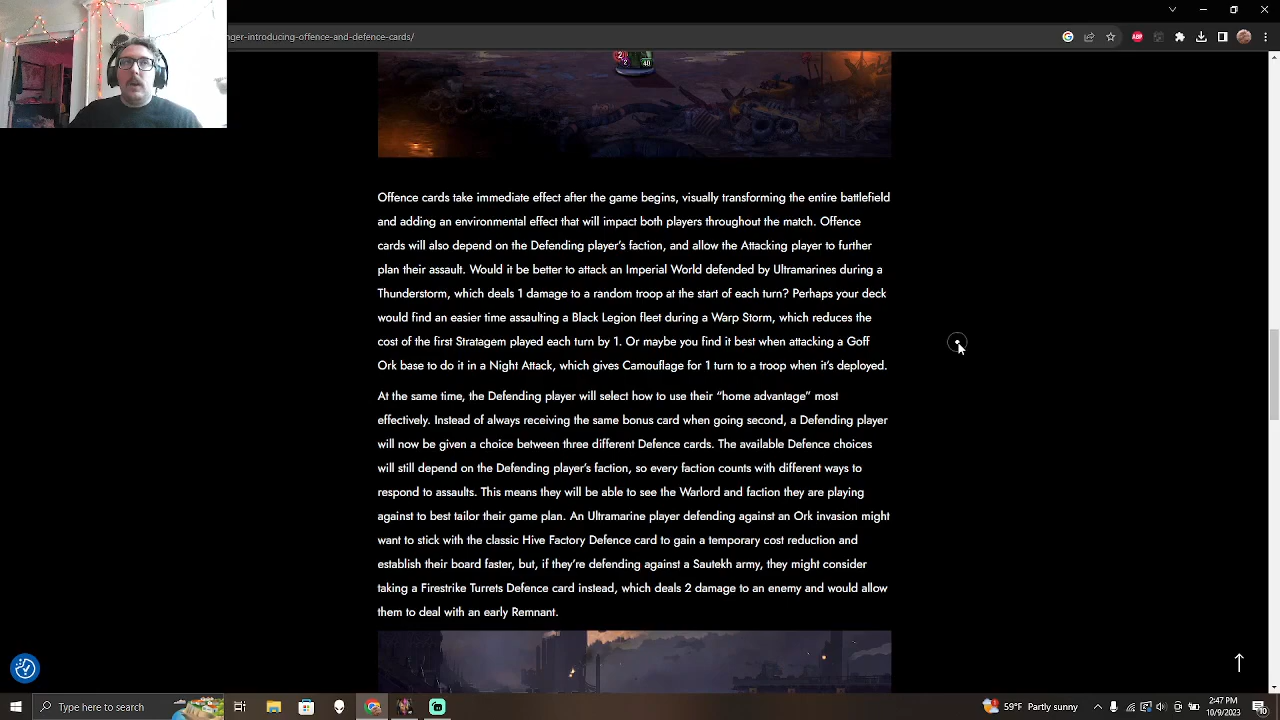 nger-introducing-offence-and-defence-cards/
Offence cards take immediate effect after the game begins, visually transforming the entire battlefield
and adding an environmental effect that will impact both players throughout the match. Offence
cards will also depend on the Defending player's faction, and allow the Attacking player to further
plan their assault. Would it be better to attack an Imperial World defended by Ultramarines during a
Thunderstorm, which deals 1 damage to a random troop at the start of each turn? Perhaps your deck
would find an easier time assaulting a Black Legion fleet during a Warp Storm, which reduces the
cost of the first Stratagem played each turn by 1. Or maybe you find it best when attacking a Goff
Ork base to do it in a Night Attack, which gives Camouflage for 1 turn to a troop when it's deployed.
At the same time, the Defending player will select how to use their "home advantage" most
effectively. Instead of always receiving the same bonus card when going second, a Defending player
will now be given a choice between three different Defence cards. The available Defence choices
will still depend on the Defending player's faction, so every faction counts with different ways to
respond to assaults. This means they will be able to see the Warlord and faction they are playing
against to best tailor their game plan. An Ultramarine player defending against an Ork invasion might
want to stick with the classic Hive Factory Defence card to gain a temporary cost reduction and
establish their board faster, but, if they're defending against a Sautekh army, they might consider
taking a Firestrike Turrets Defence card instead, which deals 2 damage to an enemy and would allow
them to deal with an early Remnant.
Type here to search
59°F Partly sunny
2:47 PM
10/9/2023